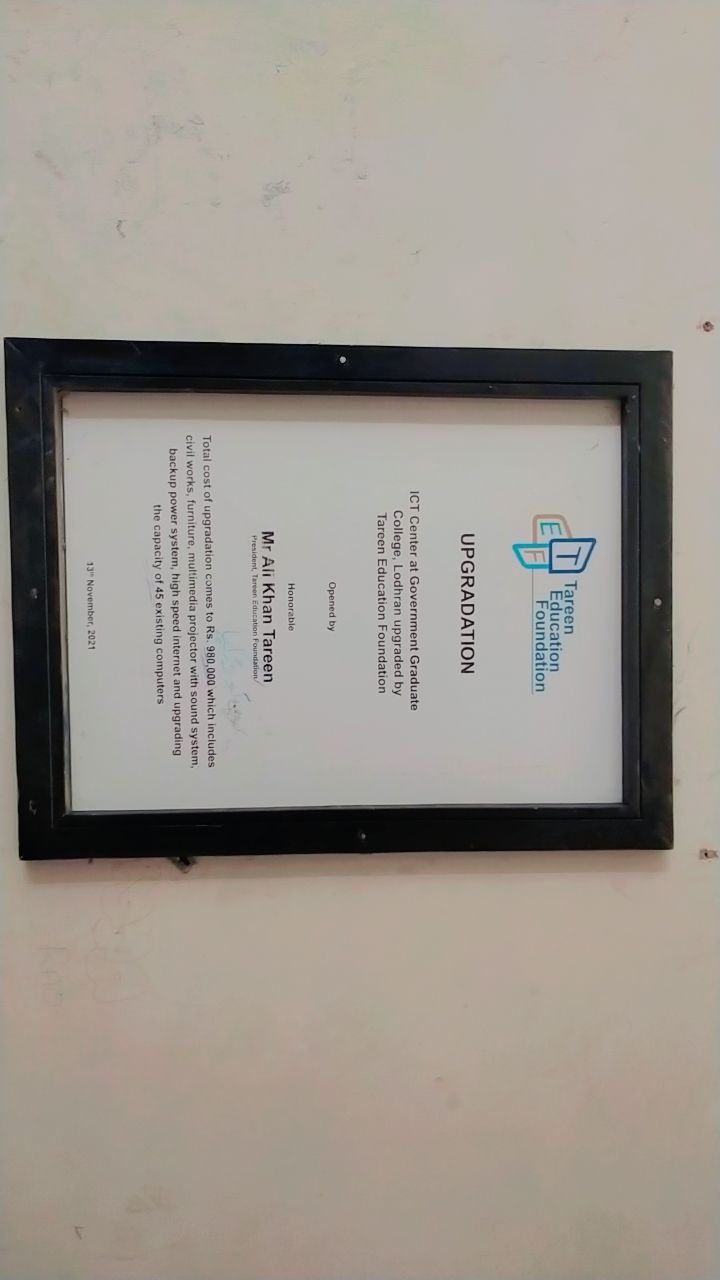 TEF
Tareen
Education
Foundation
UPGRADATION
ICT Center at Government Graduate
College, Lodhran upgraded by
Tareen Education Foundation
Opened by
Honorable
Mr Ali Khan Tareen
President, Tareen Education Foundation
Total cost of upgradation comes to Rs. 980,000 which includes
civil works, furniture, multimedia projector with sound system,
backup power system, high speed internet and upgrading
the capacity of 45 existing computers
13th November, 2021